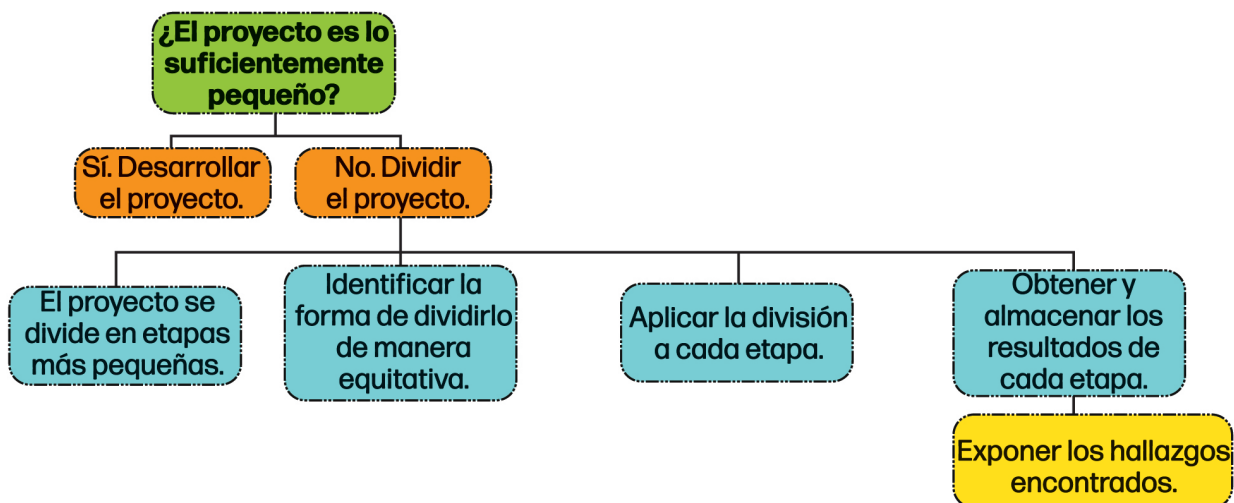 ¿El proyecto es lo
suficientemente
pequeño?
Sí. Desarrollar
el proyecto.
No. Dividir
el proyecto.
El proyecto se
divide en etapas
más pequeñas.
Identificar la
forma de dividirlo
de manera
equitativa.
Aplicar la división
a cada etapa.
Obtener y
almacenar los
resultados de
cada etapa.
Exponer los hallazgos
encontrados.